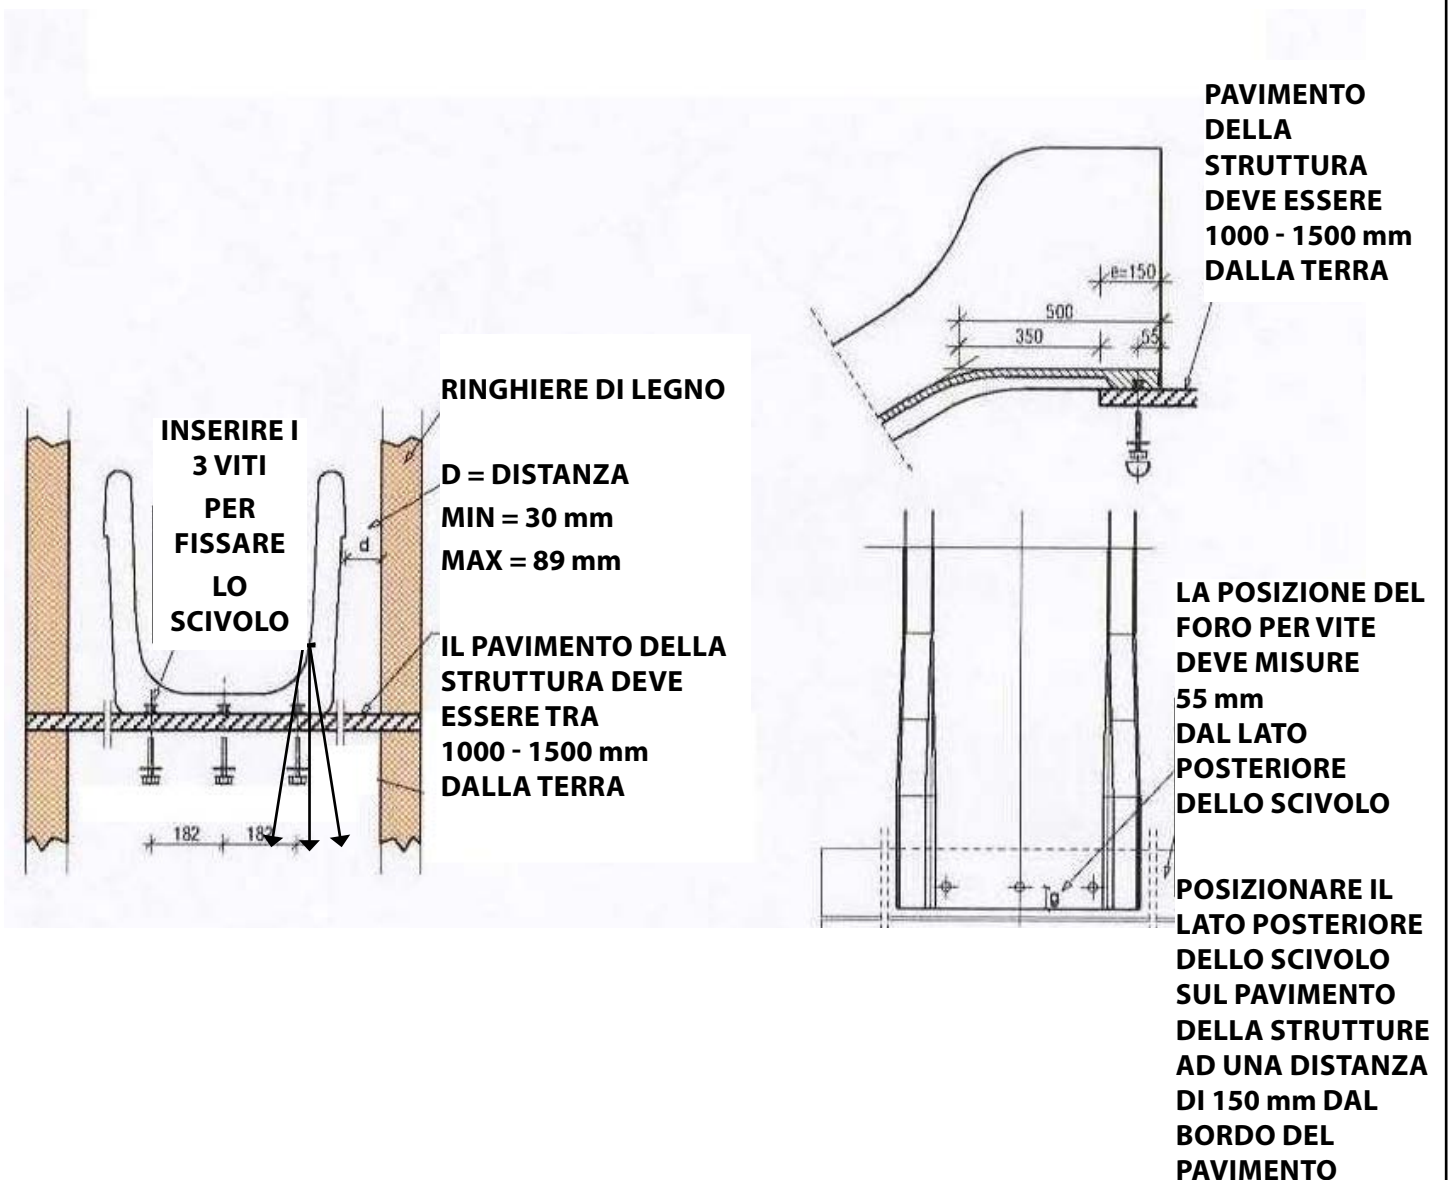 INSERIRE I
3 VITI
PER
FISSARE
LO
SCIVOLO
RINGHIERE DI LEGNO
D = DISTANZA
MIN = 30 mm
MAX = 89 mm
d
IL PAVIMENTO DELLA
STRUTTURA DEVE
ESSERE TRA
1000 - 1500 mm
DALLA TERRA
182
182
PAVIMENTO
DELLA
STRUTTURA
DEVE ESSERE
1000 - 1500 mm
DALLA TERRA
e=150
500
350
55
LA POSIZIONE DEL
FORO PER VITE
DEVE MISURE
55 mm
DAL LATO
POSTERIORE
DELLO SCIVOLO
POSIZIONARE IL
LATO POSTERIORE
DELLO SCIVOLO
SUL PAVIMENTO
DELLA STRUTTURE
AD UNA DISTANZA
DI 150 mm DAL
BORDO DEL
PAVIMENTO